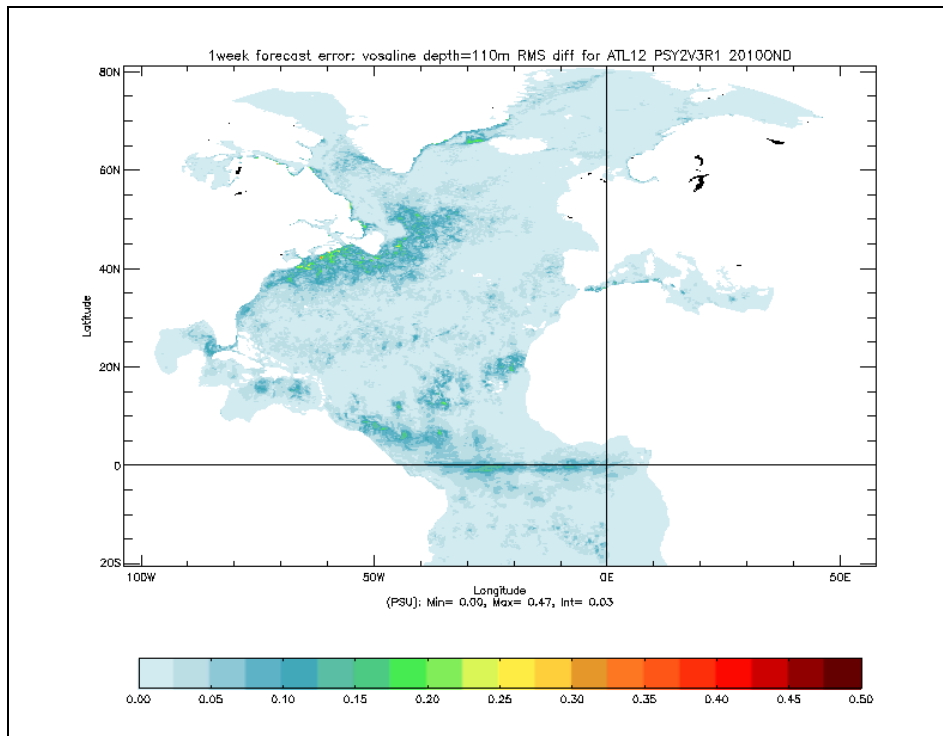 1week forecast error: vosaline depth=110m RMS diff for ATL12 PSY2V3R1 2010OND
80N
60N
40N
20N
0
20S
Latitude
100W
50W
0E
50E
Longitude
(PSU): Min= 0.00, Max= 0.47, Int= 0.03
0.00
0.05
0.10
0.15
0.20
0.25
0.30
0.35
0.40
0.45
0.50